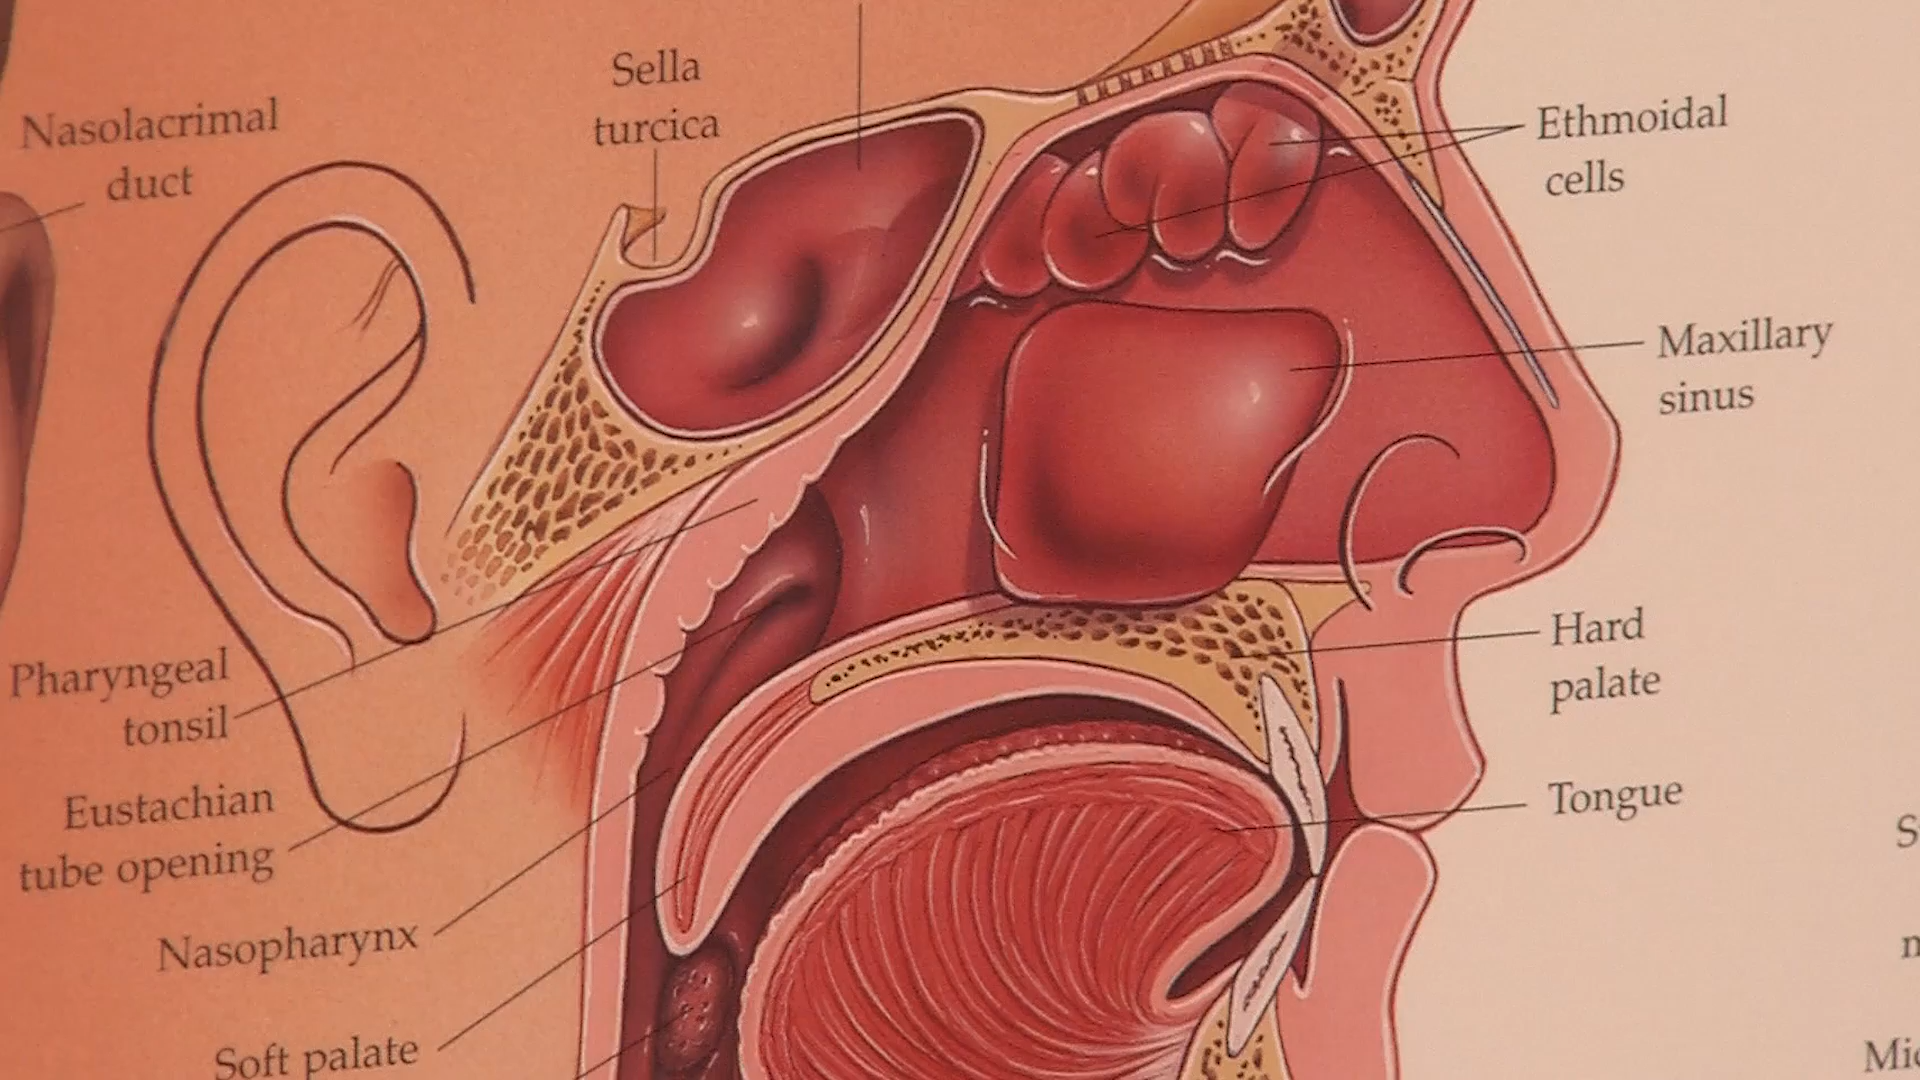 Sella
turcica
Nasolacrimal
duct
Ethmoidal
cells
Maxillary
sinus
Hard
palate
Pharyngeal
tonsil
Tongue
Eustachian
tube opening
Nasopharynx
Soft palate